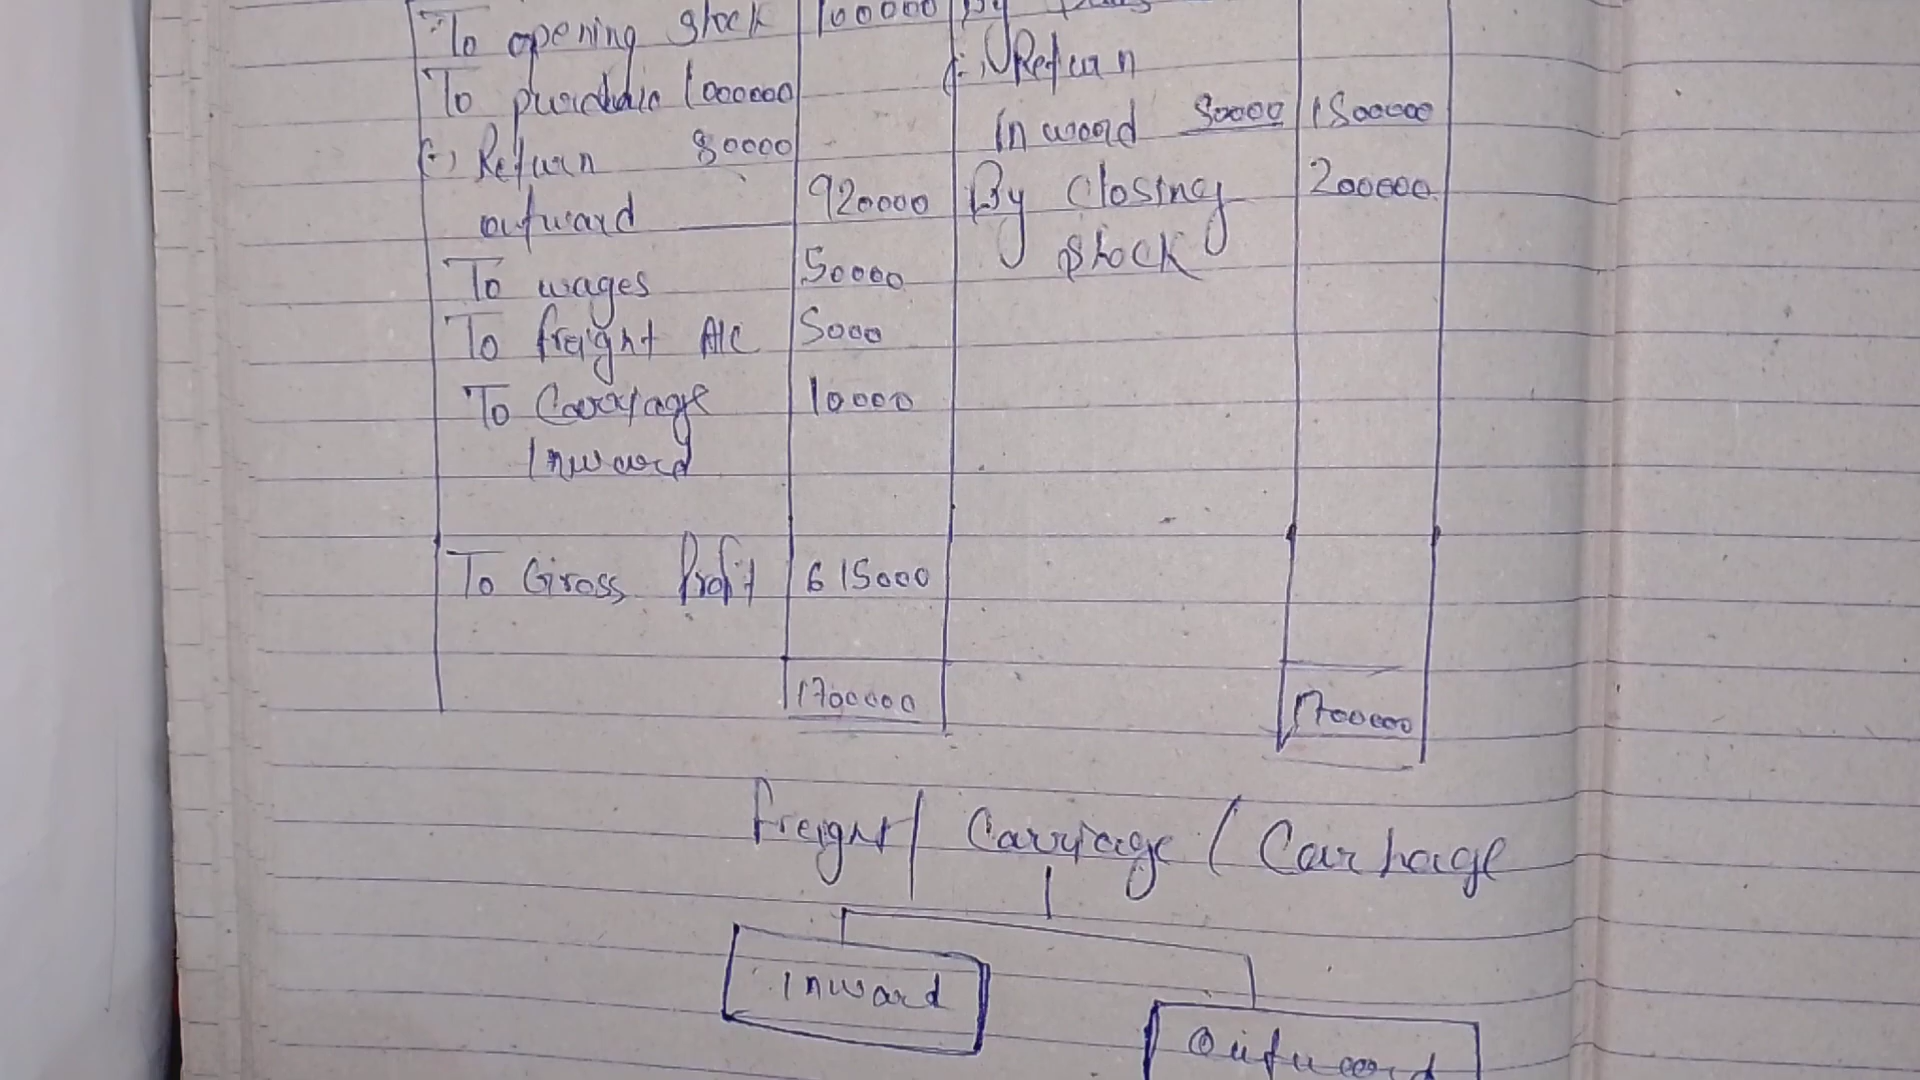 To opening Stock 100000 By
To purchase 1000000
(-) Return 80000
outward 920000
To wages 50000
To freight A/C 5000
To Carriage 10000
Inward
To Gross Profit 615000
1700000
(-) Return
Inward 1500000
By Closing 200000
Stock
1700000
Freight / Carriage / Carhage
Inward
Outward